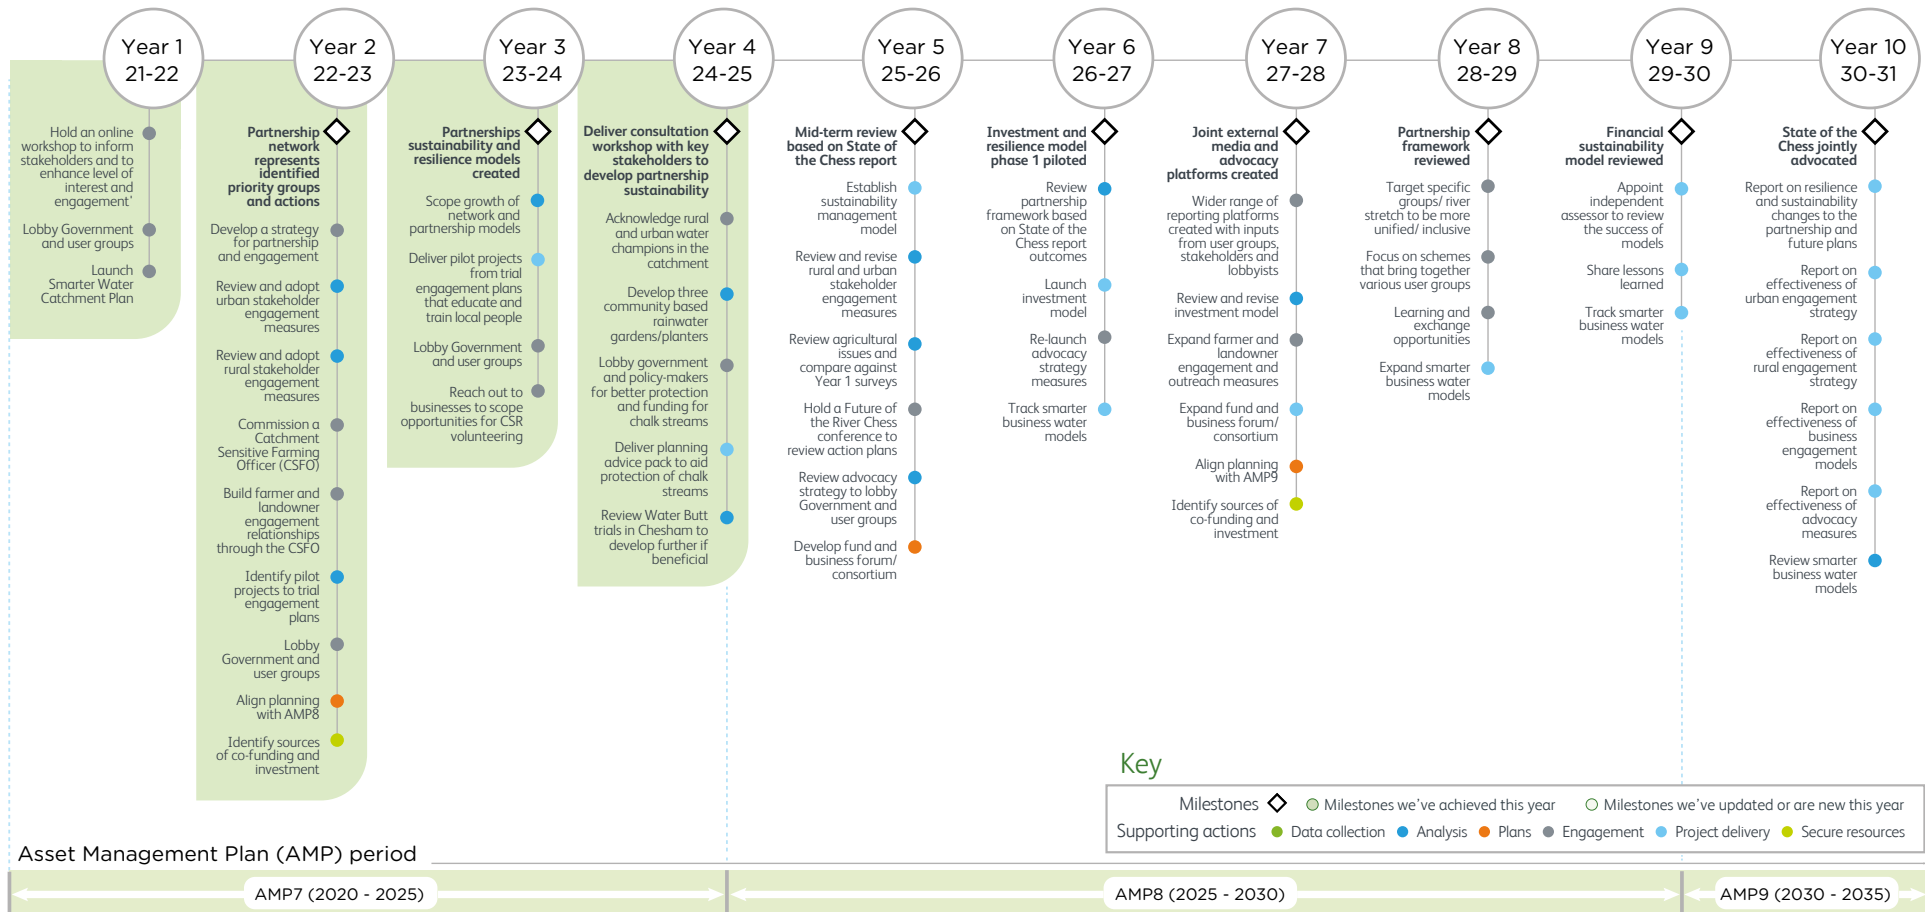 Year 1
21-22
Year 2
22-23
Year 3
23-24
Year 4
24-25
Year 5
25-26
Year 6
26-27
Year 7
27-28
Year 8
28-29
Year 9
29-30
Year 10
30-31
Hold an online
workshop to inform
stakeholders and to
enhance level of
interest and
engagement'
Lobby Government
and user groups
Launch
Smarter Water
Catchment Plan
Partnership
network
represents
identified
priority groups
and actions
Develop a strategy
for partnership
and engagement
Review and adopt
urban stakeholder
engagement
measures
Review and adopt
rural stakeholder
engagement
measures
Commission a
Catchment
Sensitive Farming
Officer (CSFO)
Build farmer and
landowner
engagement
relationships
through the CSFO
Identify pilot
projects to trial
engagement
plans
Lobby
Government and
user groups
Align planning
with AMP8
Identify sources
of co-funding and
investment
Partnerships
sustainability and
resilience models
created
Scope growth of
network and
partnership models
Deliver pilot projects
from trial
engagement plans
that educate and
train local people
Lobby Government
and user groups
Reach out to
businesses to scope
opportunities for CSR
volunteering
Deliver consultation
workshop with key
stakeholders to
develop partnership
sustainability
Acknowledge rural
and urban water
champions in the
catchment
Develop three
community based
rainwater
gardens/planters
Lobby government
and policy-makers
for better protection
and funding for
chalk streams
Deliver planning
advice pack to aid
protection of chalk
streams
Review Water Butt
trials in Chesham to
develop further if
beneficial
Mid-term review
based on State of
the Chess report
Establish
sustainability
management
model
Review and revise
rural and urban
stakeholder
engagement
measures
Review agricultural
issues and
compare against
Year 1 surveys
Hold a Future of
the River Chess
conference to
review action plans
Review advocacy
strategy to lobby
Government and
user groups
Develop fund and
business forum/
consortium
Investment and
resilience model
phase 1 piloted
Review
partnership
framework based
on State of the
Chess report
outcomes
Launch
investment
model
Re-launch
advocacy
strategy
measures
Track smarter
business water
models
Joint external
media and
advocacy
platforms created
Wider range of
reporting platforms
created with inputs
from user groups,
stakeholders and
lobbyists
Review and revise
investment model
Expand farmer and
landowner
engagement and
outreach measures
Expand fund and
business forum/
consortium
Align planning
with AMP9
Identify sources of
co-funding and
investment
Partnership
framework
reviewed
Target specific
groups/ river
stretch to be more
unified/ inclusive
Focus on schemes
that bring together
various user groups
Learning and
exchange
opportunities
Expand smarter
business water
models
Financial
sustainability
model reviewed
Appoint
independent
assessor to review
the success of
models
Share lessons
learned
Track smarter
business water
models
State of the
Chess jointly
advocated
Report on resilience
and sustainability
changes to the
partnership and
future plans
Report on
effectiveness of
urban engagement
strategy
Report on
effectiveness of
rural engagement
strategy
Report on
effectiveness of
business
engagement
models
Report on
effectiveness of
advocacy
measures
Review smarter
business water
models
Key
Milestones Milestones we've achieved this year Milestones we've updated or are new this year
Supporting actions Data collection Analysis Plans Engagement Project delivery Secure resources
Asset Management Plan (AMP) period
AMP7 (2020 - 2025)
AMP8 (2025 - 2030)
AMP9 (2030 - 2035)